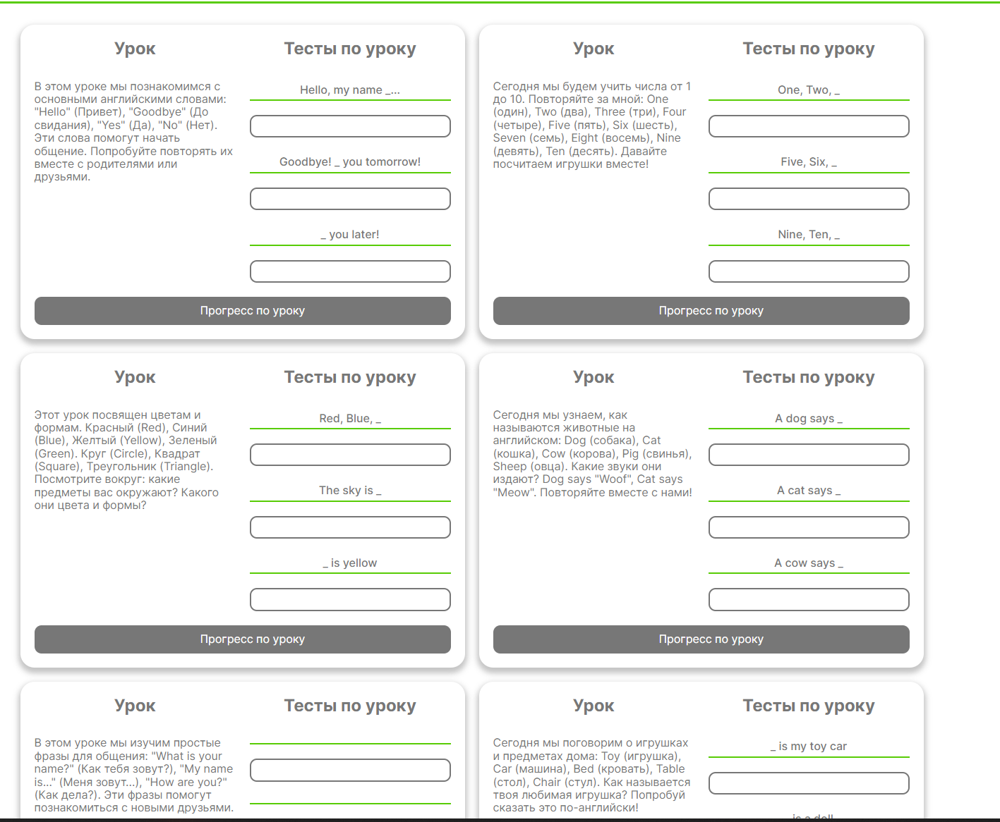 Урок
В этом уроке мы познакомимся с
основными английскими словами:
"Hello" (Привет), "Goodbye" (До
свидания), "Yes" (Да), "No" (Нет).
Эти слова помогут начать
общение. Попробуйте повторять их
вместе с родителями или
друзьями.
Тесты по уроку
Hello, my name _...
Goodbye! _ you tomorrow!
_ you later!
Прогресс по уроку
Урок
Сегодня мы будем учить числа от 1
до 10. Повторяйте за мной: One
(один), Two (два), Three (три), Four
(четыре), Five (пять), Six (шесть),
Seven (семь), Eight (восемь), Nine
(девять), Ten (десять). Давайте
посчитаем игрушки вместе!
Тесты по уроку
One, Two, _
Five, Six, _
Nine, Ten, _
Прогресс по уроку
Урок
Этот урок посвящен цветам и
формам. Красный (Red), Синий
(Blue), Желтый (Yellow), Зеленый
(Green). Круг (Circle), Квадрат
(Square), Треугольник (Triangle).
Посмотрите вокруг: какие
предметы вас окружают? Какого
они цвета и формы?
Тесты по уроку
Red, Blue, _
The sky is _
_ is yellow
Прогресс по уроку
Урок
Сегодня мы узнаем, как
называются животные на
английском: Dog (собака), Cat
(кошка), Cow (корова), Pig (свинья),
Sheep (овца). Какие звуки они
издают? Dog says "Woof", Cat says
"Meow". Повторяйте вместе с нами!
Тесты по уроку
A dog says _
A cat says _
A cow says _
Прогресс по уроку
Урок
В этом уроке мы изучим простые
фразы для общения: "What is your
name?" (Как тебя зовут?), "My name
is..." (Меня зовут...), "How are you?"
(Как дела?). Эти фразы помогут
познакомиться с новыми друзьями.
Тесты по уроку
Урок
Сегодня мы поговорим о игрушках
и предметах дома: Toy (игрушка),
Car (машина), Bed (кровать), Table
(стол), Chair (стул). Как называется
твоя любимая игрушка? Попробуй
сказать это по-английски!
Тесты по уроку
_ is my toy car
is a doll